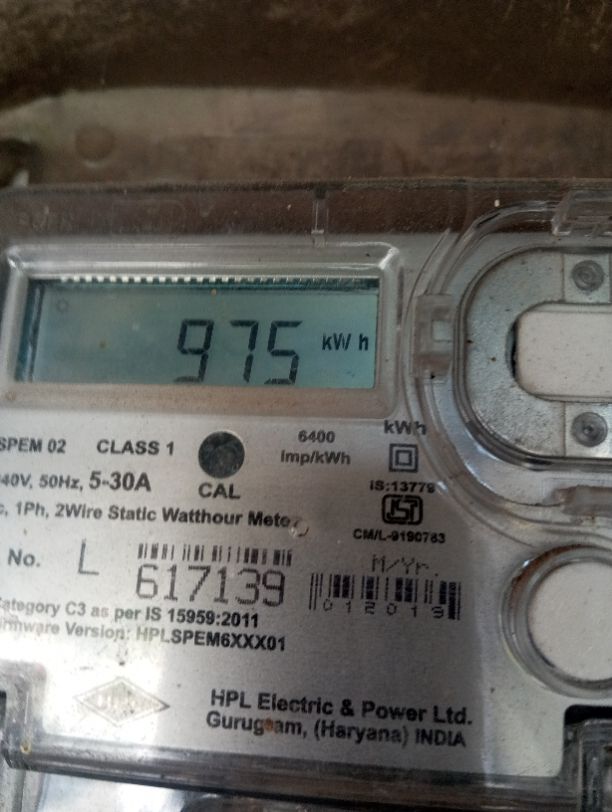 975 kWh
SPEM 02 CLASS 1 6400 imp/kWh kWh
40V, 50Hz, 5-30A CAL
IS:13779
1Ph, 2Wire Static Watthour Meter
CM/L-9190783
No. L 617139
M/Yr.
012019
Category C3 as per IS 15959:2011
Firmware Version: HPLSPEM6XXX01
HPL Electric & Power Ltd.
Gurugram, (Haryana) INDIA